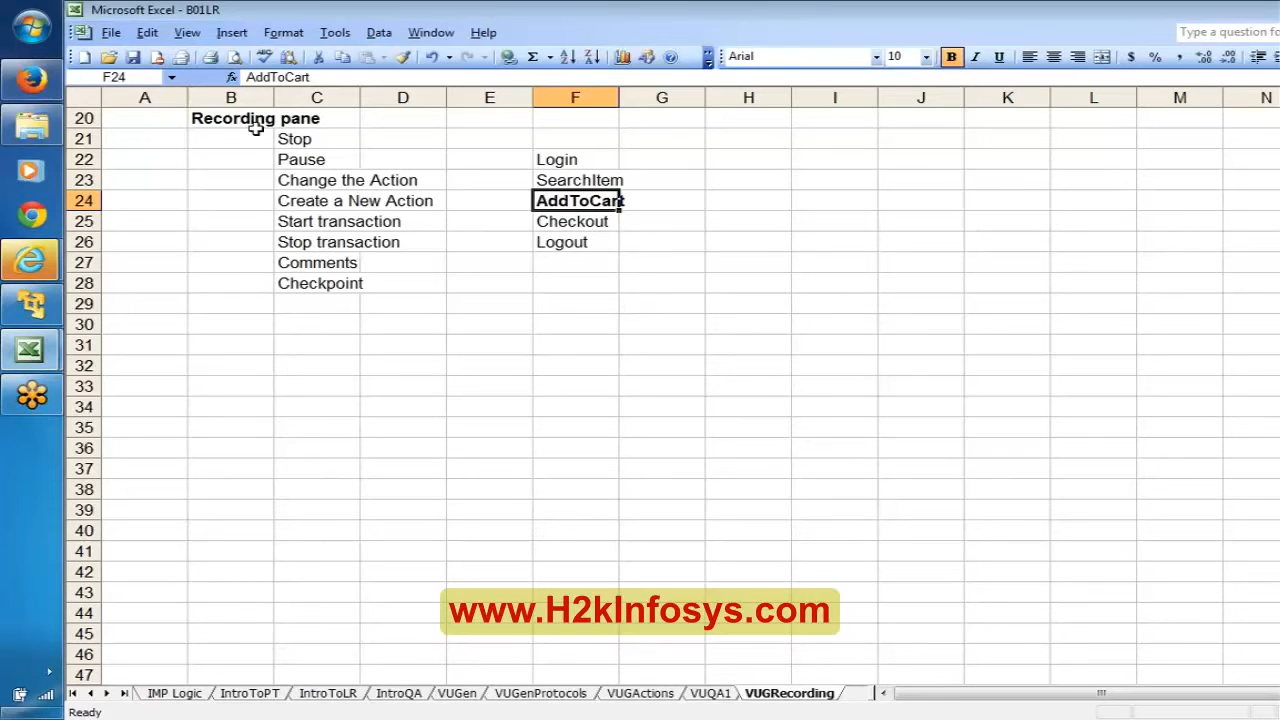 Microsoft Excel - B01LR
File Edit View Insert Format Tools Data Window Help Type a question fo
Arial 10 B I U $ %
F24 fx AddToCart
A B C D E F G H I J K L M N
20 Recording pane
21 Stop
22 Pause Login
23 Change the Action SearchItem
24 Create a New Action AddToCart
25 Start transaction Checkout
26 Stop transaction Logout
27 Comments
28 Checkpoint
29
30
31
32
33
34
35
36
37
38
39
40
41
42
43
44
45
46
47
www.H2kInfosys.com
IMP Logic IntroToPT IntroToLR IntroQA VUGen VUGenProtocols VUGActions VUQA1 VUGRecording
Ready